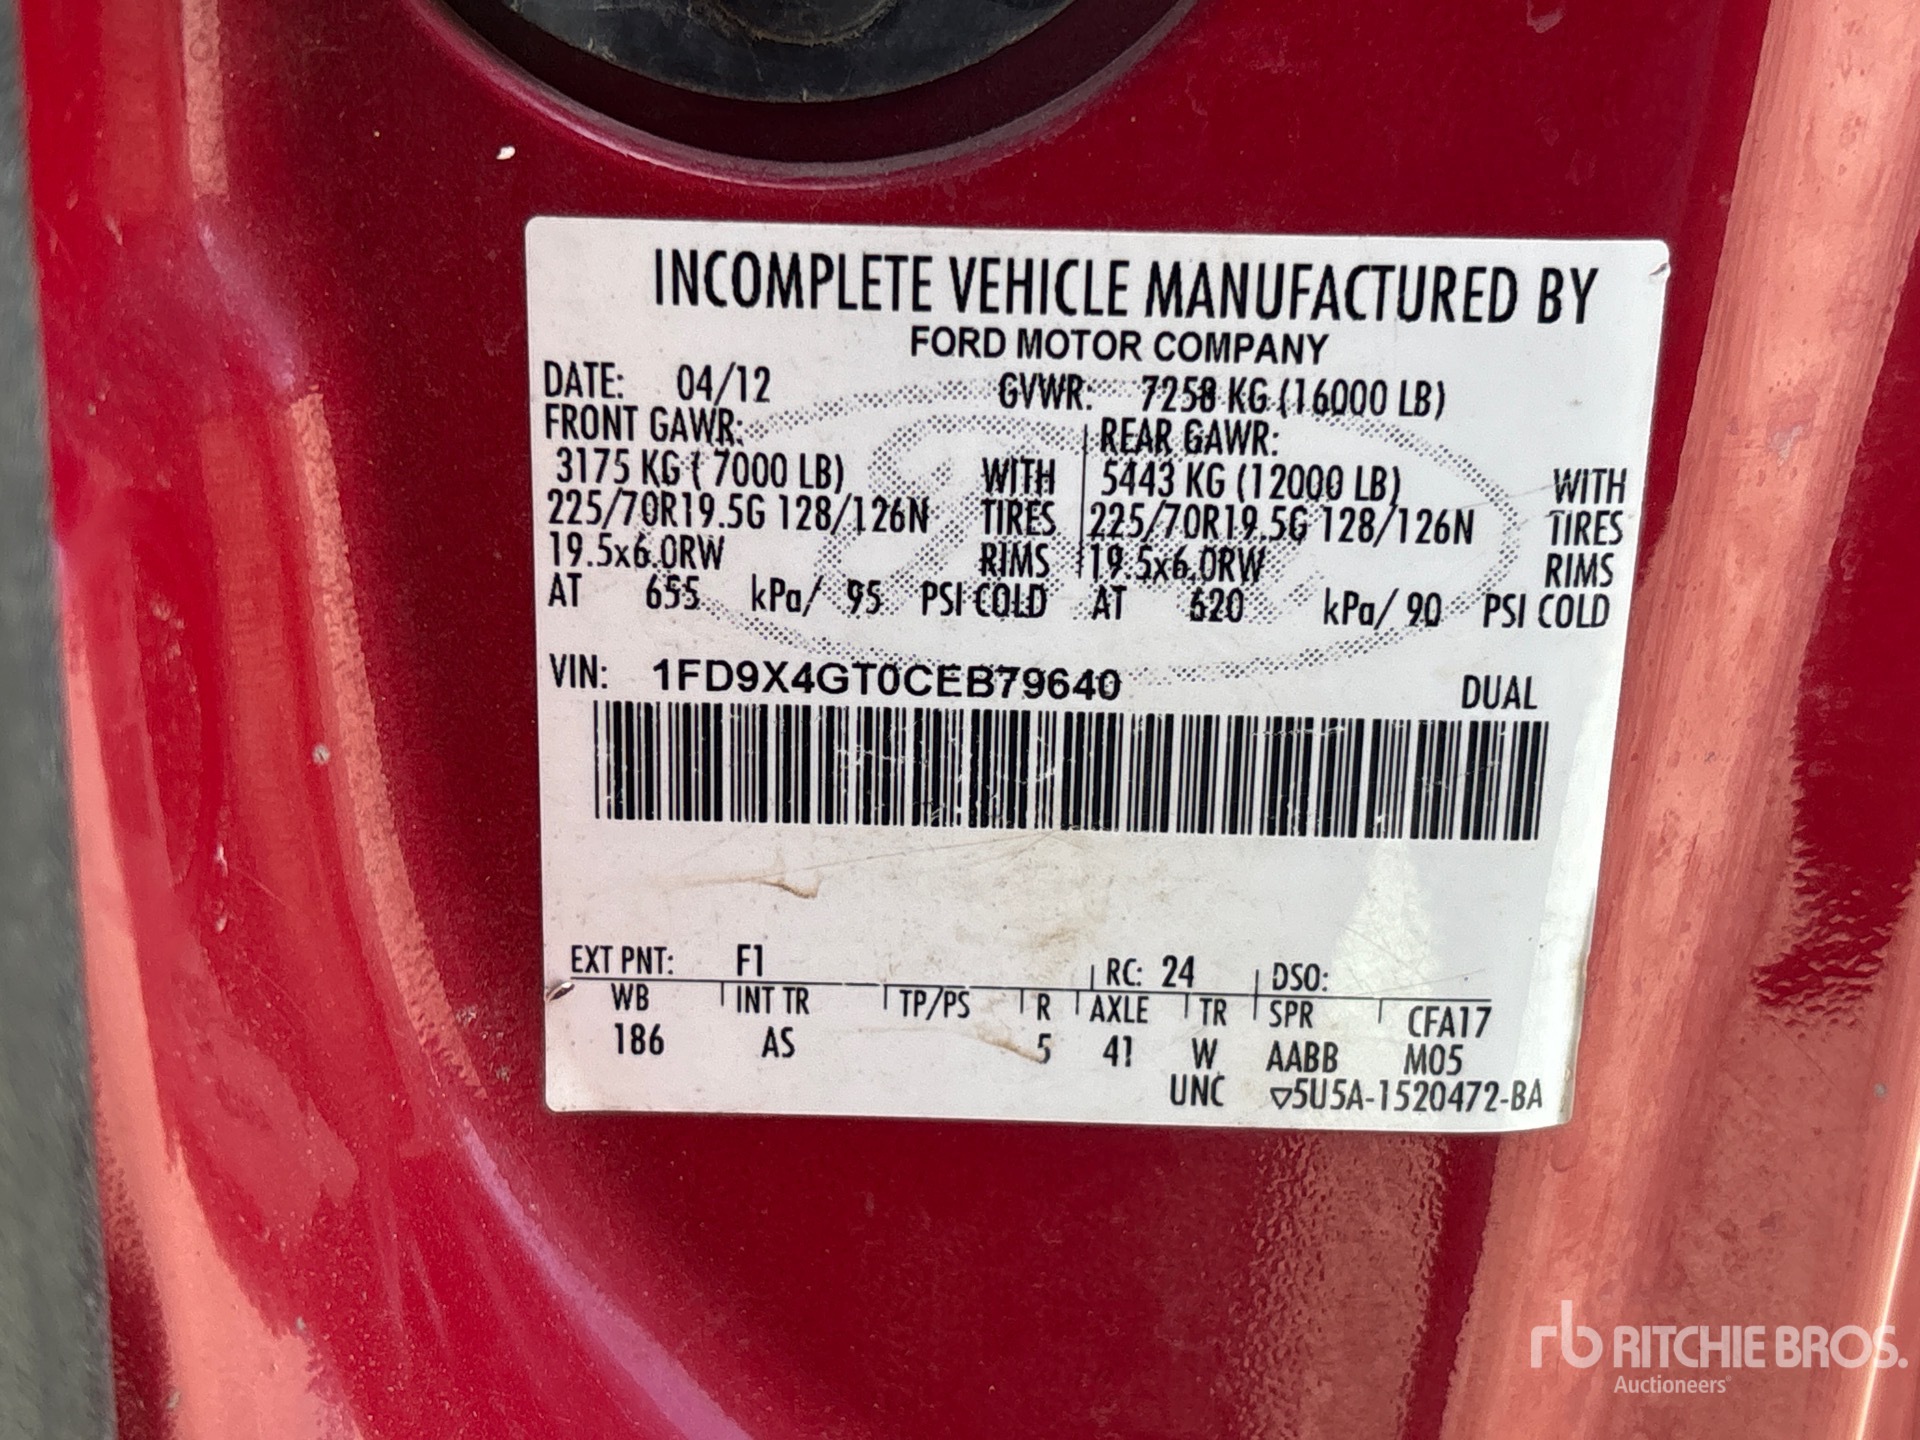 INCOMPLETE VEHICLE MANUFACTURED BY
FORD MOTOR COMPANY
DATE: 04/12 GVWR: 7258 KG (16000 LB)
FRONT GAWR: REAR GAWR:
3175 KG ( 7000 LB) WITH 5443 KG (12000 LB) WITH
225/70R19.5G 128/126N TIRES 225/70R19.5G 128/126N TIRES
19.5x6.0RW RIMS 19.5x6.0RW RIMS
AT 655 kPa/ 95 PSI COLD AT 620 kPa/ 90 PSI COLD
VIN: 1FD9X4GT0CEB79640 DUAL
EXT PNT: F1 RC: 24 DSO:
WB INT TR TP/PS R AXLE TR SPR CFA17
186 AS 5 41 W AABB M05
UNC ▽5U5A-1520472-BA
rb RITCHIE BROS.
Auctioneers